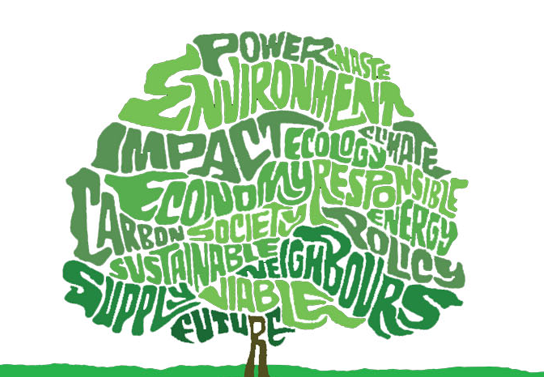 POWER WASTE
ENVIRONMENT
IMPACT ECOLOGY CLIMATE
ECONOMY RESPONSIBLE
CARBON SOCIETY ENERGY
POLICY
SUSTAINABLE NEIGHBOURS
SUPPLY VIABLE
FUTURE